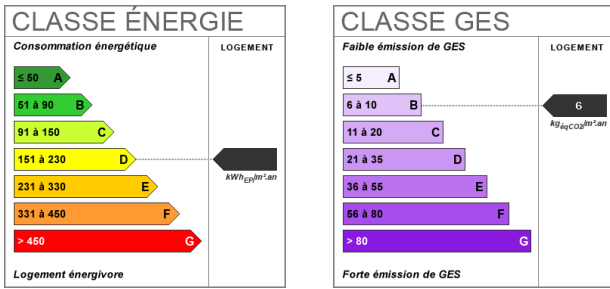 CLASSE ÉNERGIE
Consommation énergétique
LOGEMENT
≤ 50 A
51 à 90 B
91 à 150 C
151 à 230 D
kWhEP/m².an
231 à 330 E
331 à 450 F
> 450 G
Logement énergivore
CLASSE GES
Faible émission de GES
LOGEMENT
≤ 5 A
6 à 10 B
6
kgéqCO2/m².an
11 à 20 C
21 à 35 D
36 à 55 E
56 à 80 F
> 80 G
Forte émission de GES